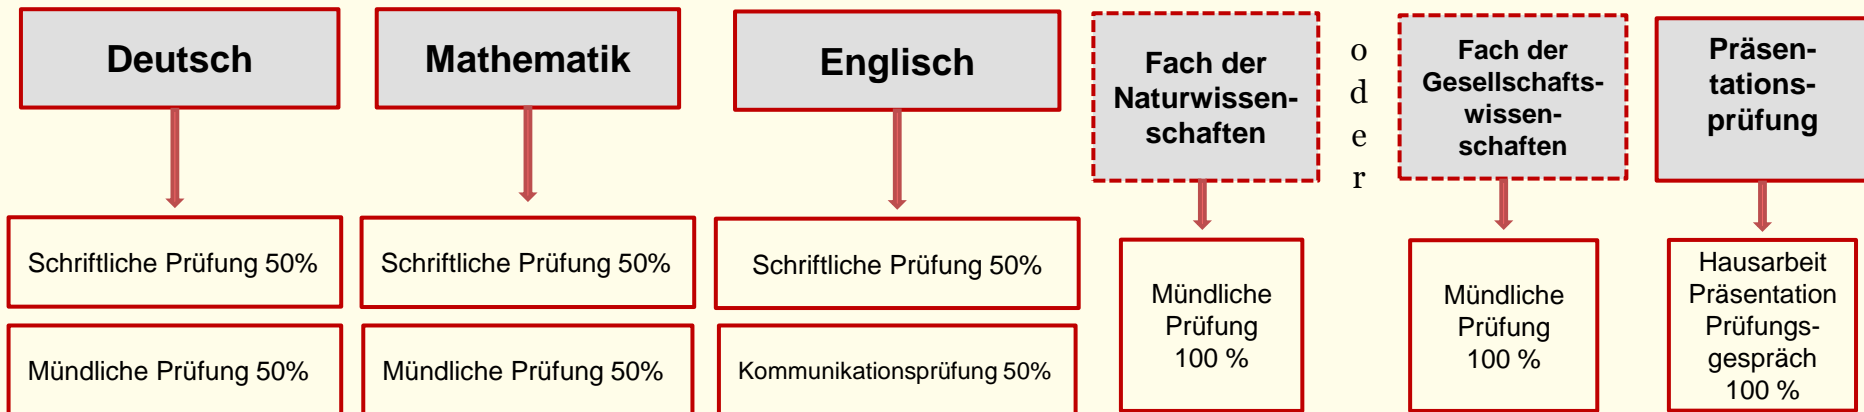 Deutsch
Mathematik
Englisch
Fach der
Naturwissen-
schaften
o
d
e
r
Fach der
Gesellschafts-
wissen-
schaften
Präsen-
tations-
prüfung
Schriftliche Prüfung 50%
Mündliche Prüfung 50%
Schriftliche Prüfung 50%
Mündliche Prüfung 50%
Schriftliche Prüfung 50%
Kommunikationsprüfung 50%
Mündliche
Prüfung
100 %
Mündliche
Prüfung
100 %
Hausarbeit
Präsentation
Prüfungs-
gespräch
100 %